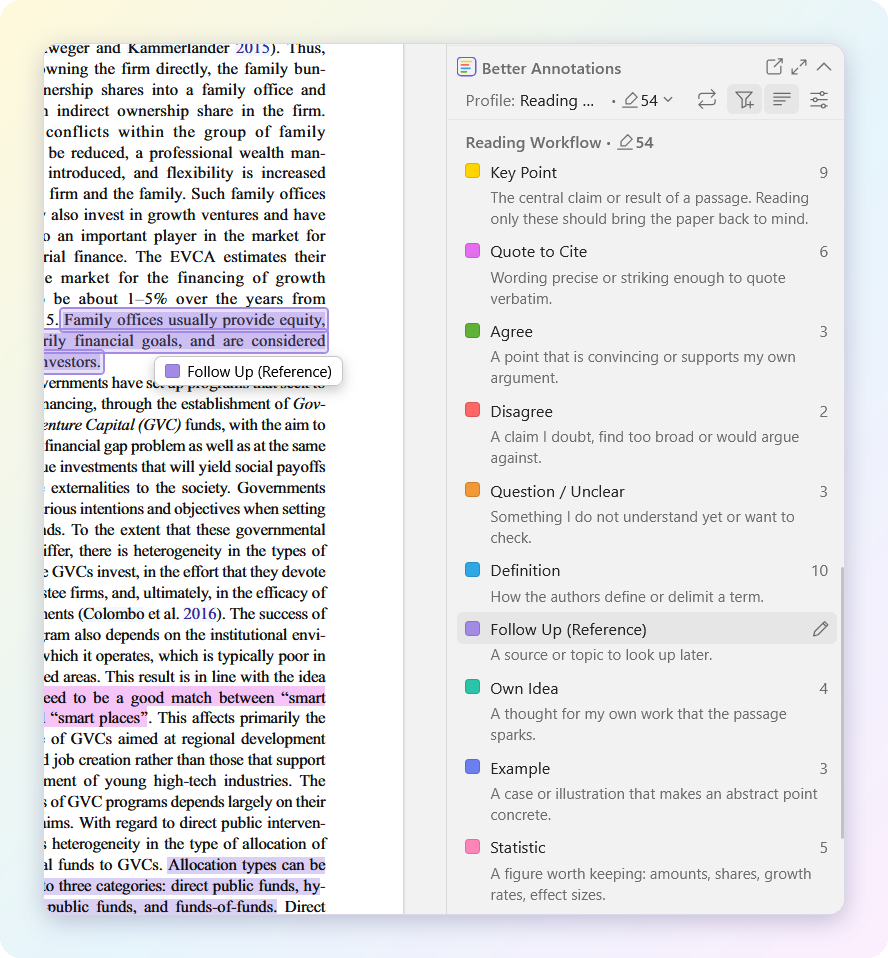 .weger and Kammerlander 2015). Thus,
owning the firm directly, the family bun-
nership shares into a family office and
n indirect ownership share in the firm.
conflicts within the group of family
be reduced, a professional wealth man-
introduced, and flexibility is increased
firm and the family. Such family offices
y also invest in growth ventures and have
o an important player in the market for
rial finance. The EVCA estimates their
e market for the financing of growth
be about 1–5% over the years from
5. Family offices usually provide equity,
rily financial goals, and are considered
nvestors.
Follow Up (Reference)
vernments have set up programs that seek to
nancing, through the establishment of Gov-
enture Capital (GVC) funds, with the aim to
financial gap problem as well as at the same
ue investments that will yield social payoffs
externalities to the society. Governments
rious intentions and objectives when setting
nds. To the extent that these governmental
iffer, there is heterogeneity in the types of
e GVCs invest, in the effort that they devote
stee firms, and, ultimately, in the efficacy of
nents (Colombo et al. 2016). The success of
ram also depends on the institutional envi-
which it operates, which is typically poor in
ed areas. This result is in line with the idea
eed to be a good match between “smart
“smart places”. This affects primarily the
of GVCs aimed at regional development
d job creation rather than those that support
ment of young high-tech industries. The
s of GVC programs depends largely on their
aims. With regard to direct public interven-
s heterogeneity in the type of allocation of
al funds to GVCs. Allocation types can be
to three categories: direct public funds, hy-
public funds, and funds-of-funds. Direct
Better Annotations
Profile: Reading ... · 54
Reading Workflow · 54
Key Point 9
The central claim or result of a passage. Reading
only these should bring the paper back to mind.
Quote to Cite 6
Wording precise or striking enough to quote
verbatim.
Agree 3
A point that is convincing or supports my own
argument.
Disagree 2
A claim I doubt, find too broad or would argue
against.
Question / Unclear 3
Something I do not understand yet or want to
check.
Definition 10
How the authors define or delimit a term.
Follow Up (Reference)
A source or topic to look up later.
Own Idea 4
A thought for my own work that the passage
sparks.
Example 3
A case or illustration that makes an abstract point
concrete.
Statistic 5
A figure worth keeping: amounts, shares, growth
rates, effect sizes.